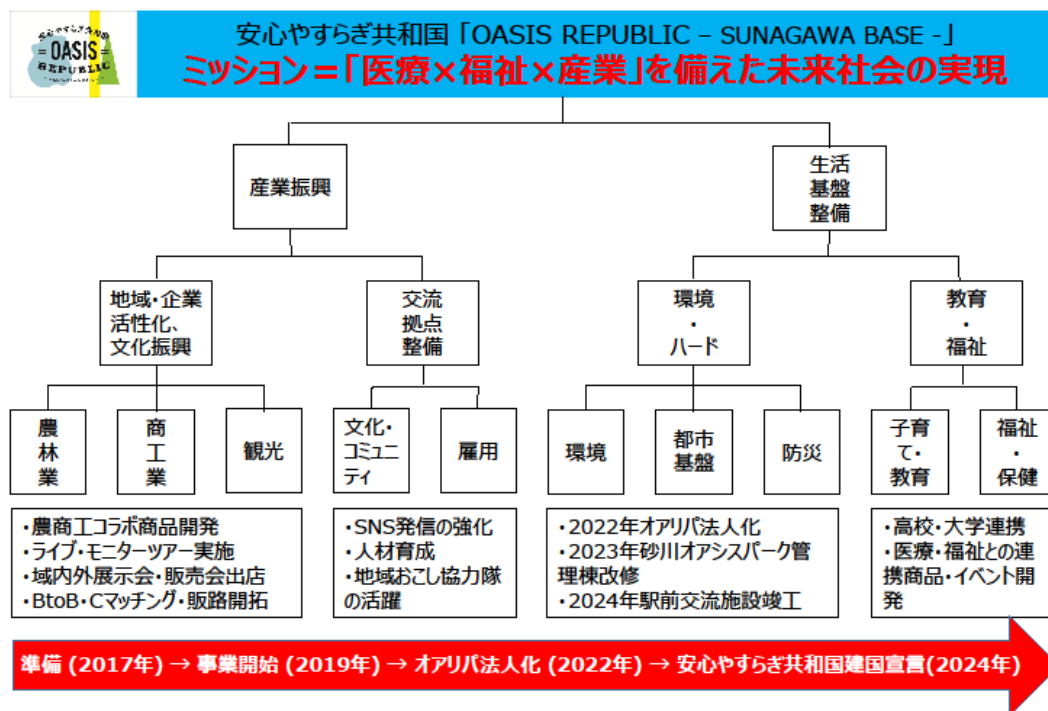 安心やすらぎ共和国
OASIS
REPUBLIC
安心やすらぎ共和国「OASIS REPUBLIC – SUNAGAWA BASE -」
ミッション＝「医療×福祉×産業」を備えた未来社会の実現
産業振興
生活
基盤
整備
地域・企業
活性化、
文化振興
交流
拠点
整備
環境
・
ハード
教育
・
福祉
農
林
業
商
工
業
観光
文化・
コミュニ
ティ
雇用
環境
都市
基盤
防災
子育
て・
教育
福祉
・
保健
・農商工コラボ商品開発
・ライブ・モニターツアー実施
・域内外展示会・販売会出店
・BtoB・Cマッチング・販路開拓
・SNS発信の強化
・人材育成
・地域おこし協力隊
の活躍
・2022年オアリパ法人化
・2023年砂川オアシスパーク管
理棟改修
・2024年駅前交流施設竣工
・高校・大学連携
・医療・福祉との連
携商品・イベント開
発
準備 (2017年) → 事業開始 (2019年) → オアリパ法人化 (2022年) → 安心やすらぎ共和国建国宣言(2024年)